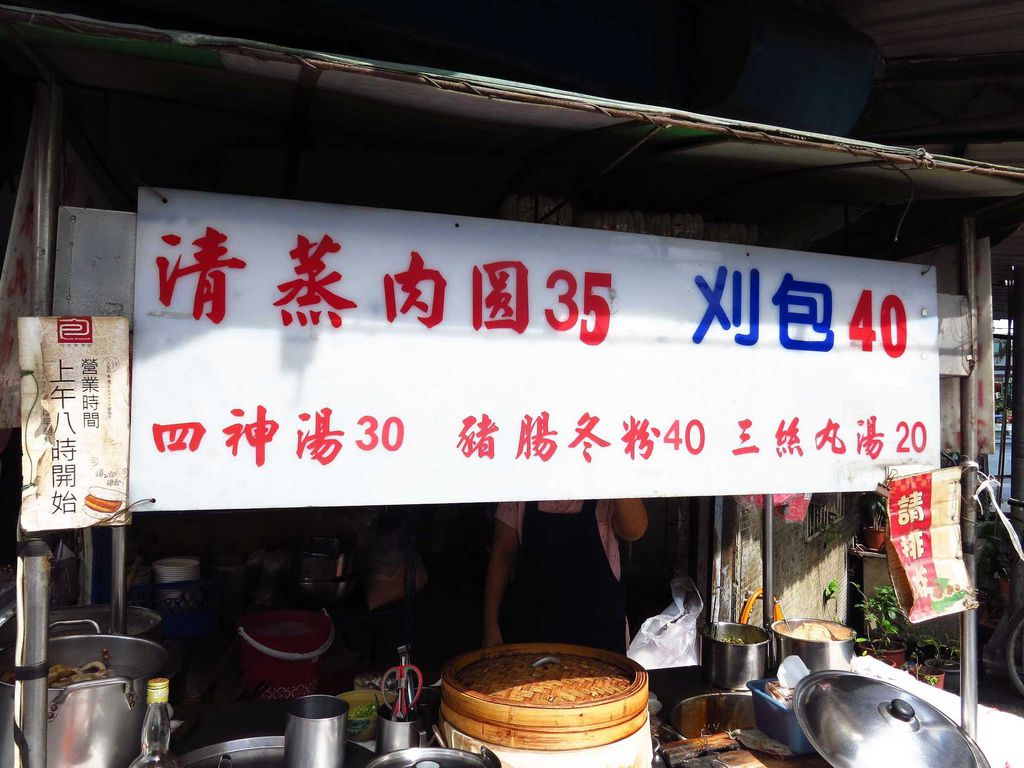 清蒸肉圓35 刈包40
四神湯30 豬腸冬粉40 三絲丸湯20
營業時間
上午八時開始
請排隊